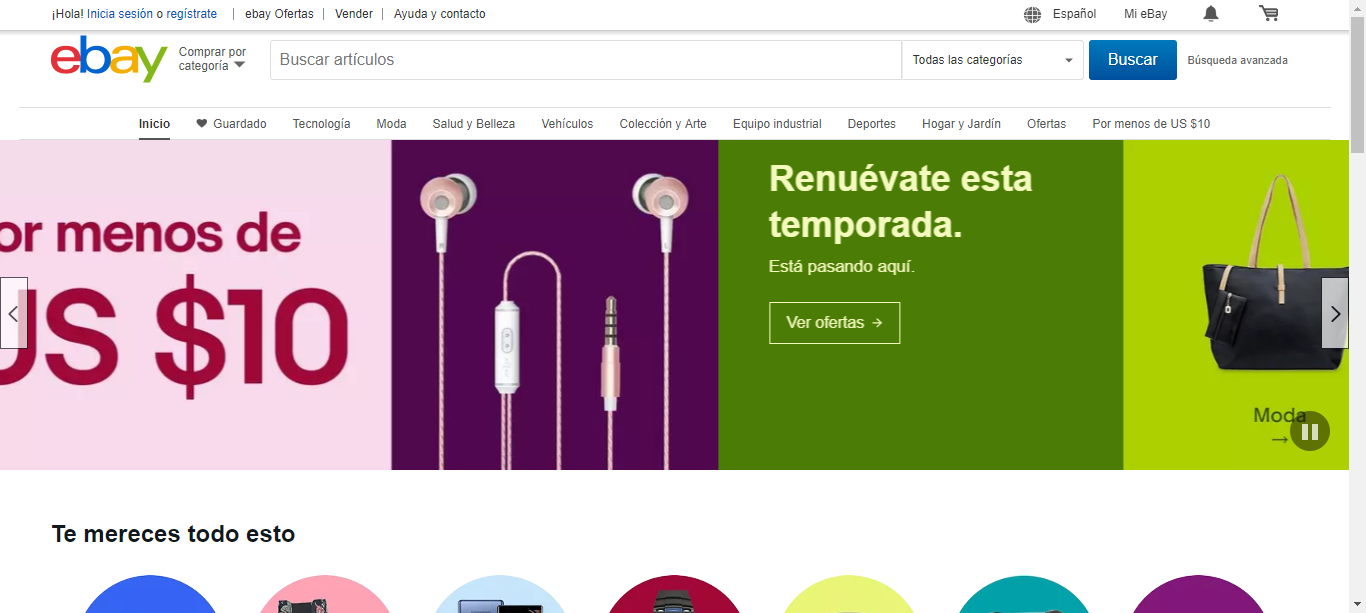 ¡Hola! Inicia sesión o regístrate
ebay Ofertas
Vender
Ayuda y contacto
Español
Mi eBay
ebay
Comprar por
categoría
Buscar artículos
Todas las categorías
Buscar
Búsqueda avanzada
Inicio
Guardado
Tecnología
Moda
Salud y Belleza
Vehículos
Colección y Arte
Equipo industrial
Deportes
Hogar y Jardín
Ofertas
Por menos de US $10
or menos de
US $10
Renuévate esta
temporada.
Está pasando aquí.
Ver ofertas →
Moda
→
Te mereces todo esto